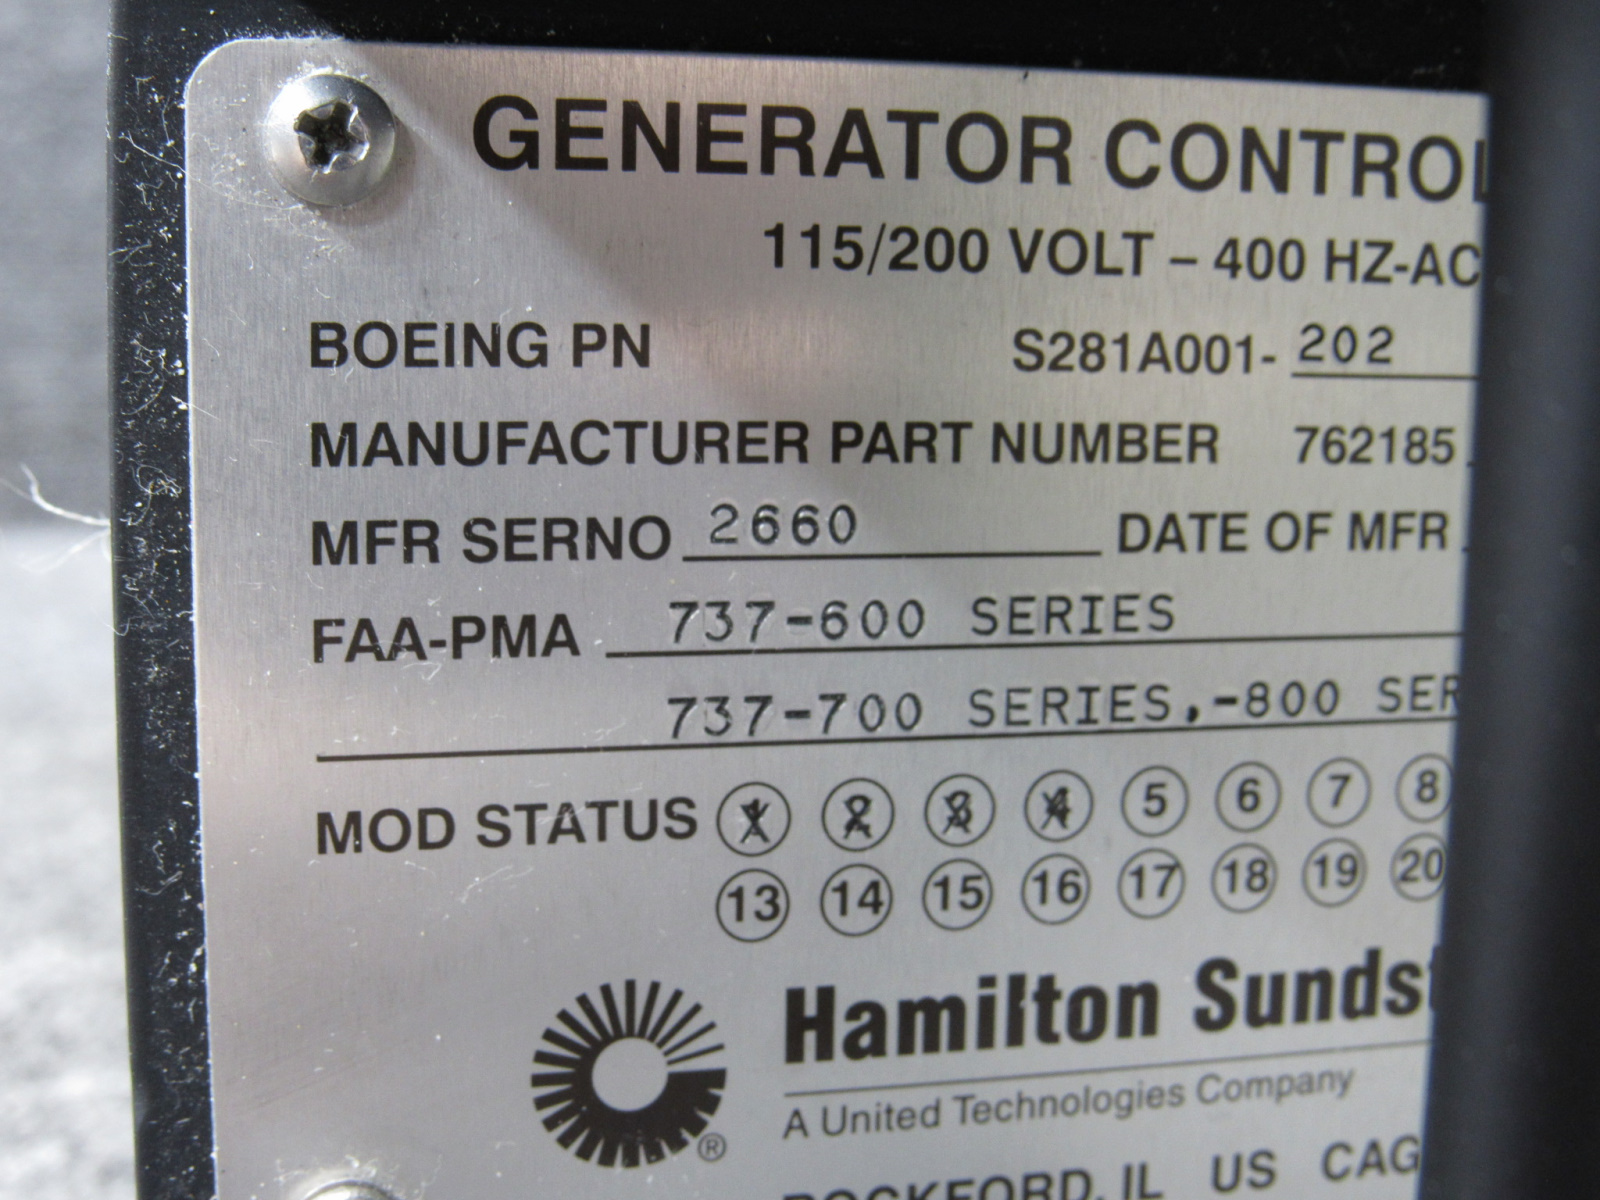 GENERATOR CONTROL
115/200 VOLT – 400 HZ-AC
BOEING PN S281A001- 202
MANUFACTURER PART NUMBER 762185
MFR SERNO 2660 DATE OF MFR
FAA-PMA 737-600 SERIES
737-700 SERIES,-800 SER
MOD STATUS 1 2 3 4 5 6 7 8
13 14 15 16 17 18 19 20
Hamilton Sundst
A United Technologies Company
®
ROCKFORD, IL US CAG